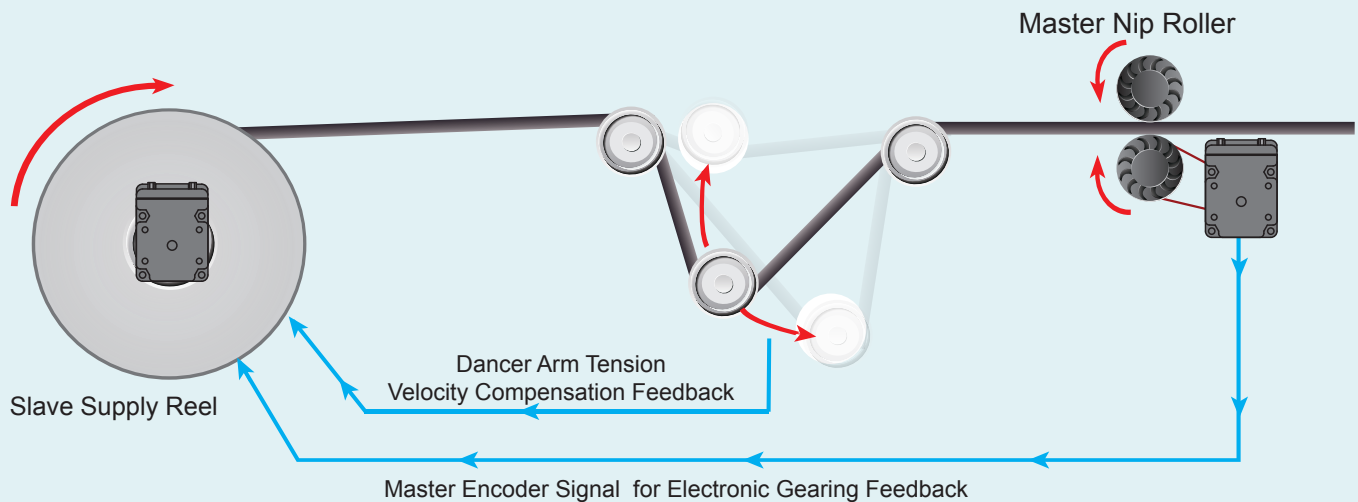 Master Nip Roller
Dancer Arm Tension
Velocity Compensation Feedback
Slave Supply Reel
Master Encoder Signal for Electronic Gearing Feedback